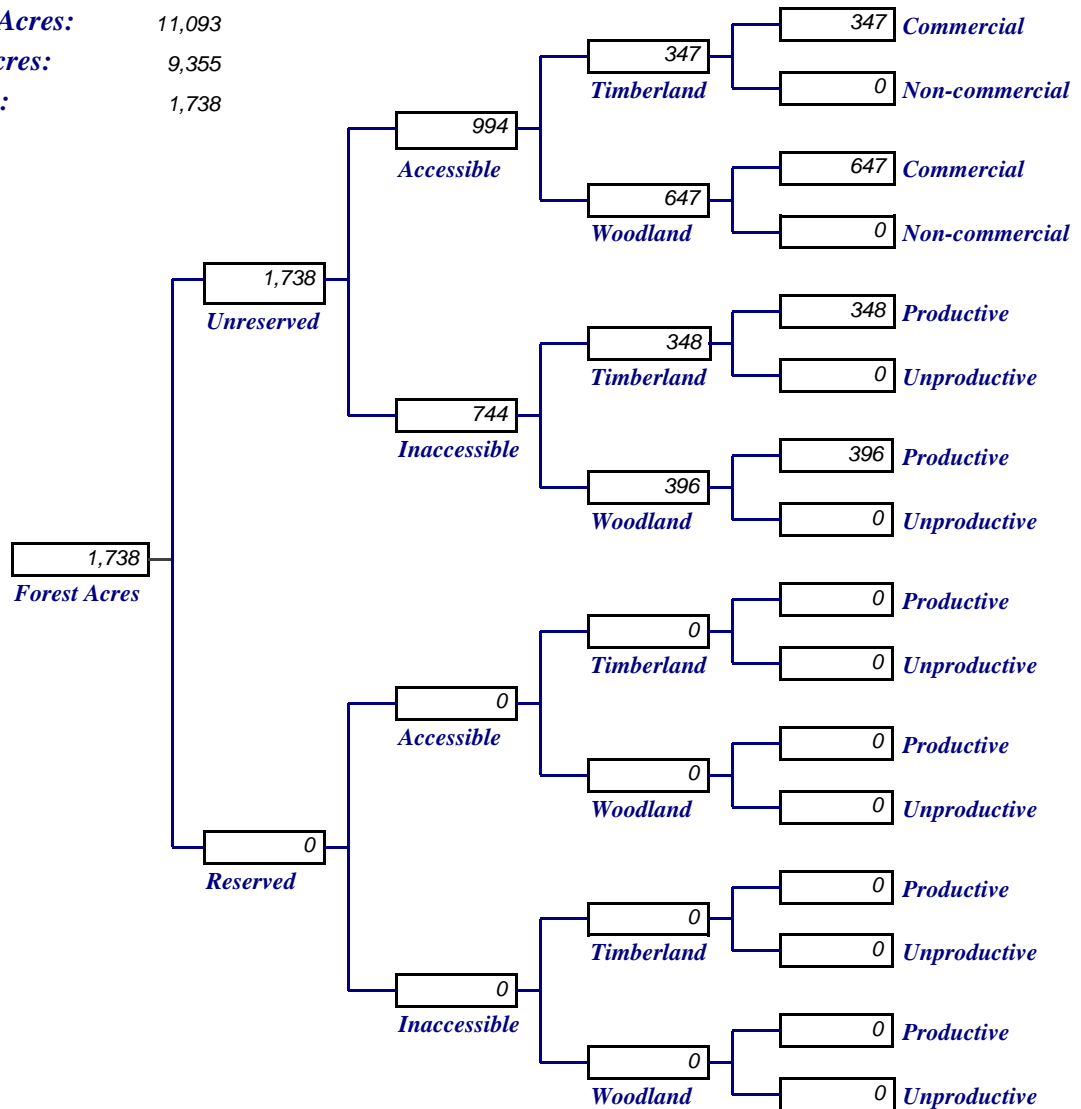 Acres: 11,093
cres: 9,355
: 1,738
347 Commercial
347
Timberland
0 Non-commercial
994
Accessible
647 Commercial
647
Woodland
0 Non-commercial
1,738
Unreserved
348 Productive
348
Timberland
0 Unproductive
744
Inaccessible
396 Productive
396
Woodland
0 Unproductive
1,738
Forest Acres
0 Productive
0
Timberland
0 Unproductive
0
Accessible
0 Productive
0
Woodland
0 Unproductive
0
Reserved
0 Productive
0
Timberland
0 Unproductive
0
Inaccessible
0 Productive
0
Woodland
0 Unproductive